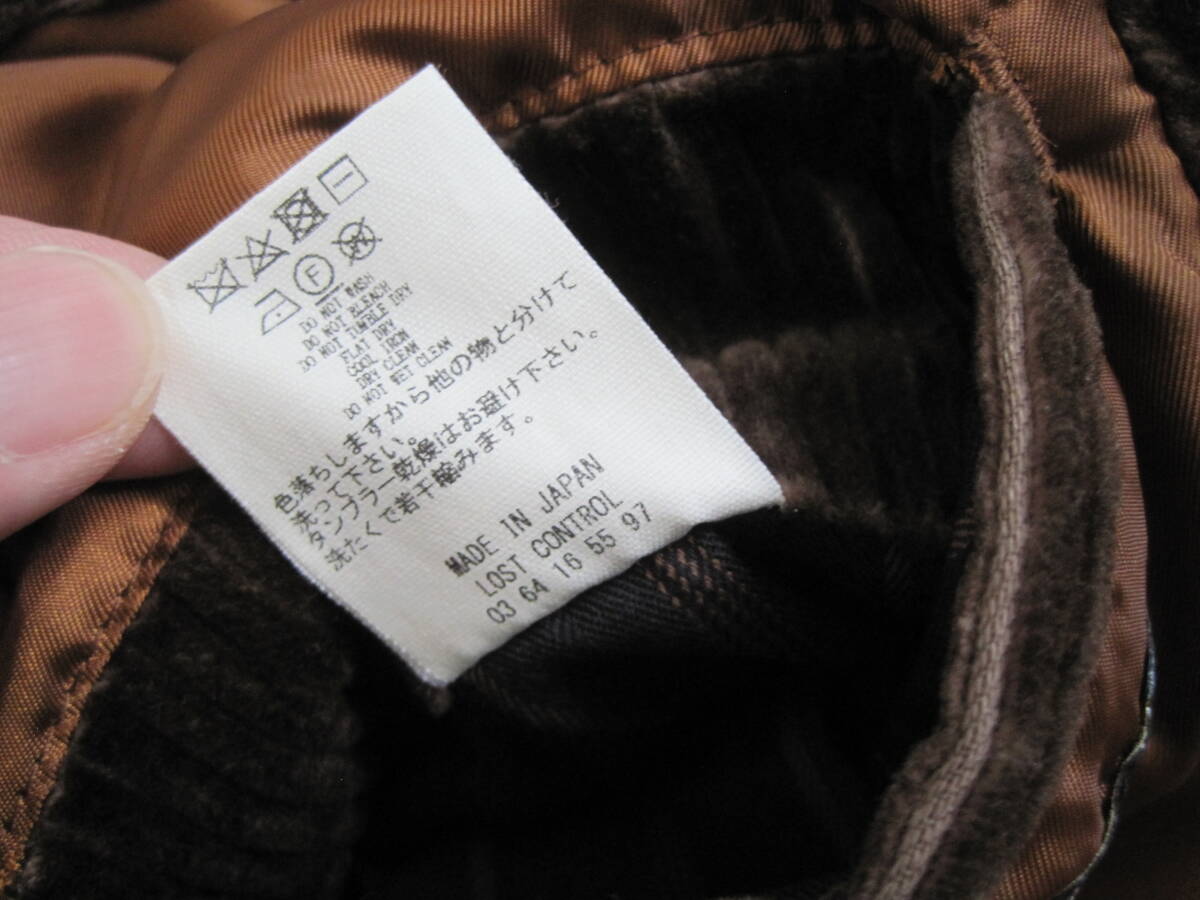 F
W
DO NOT WASH
DO NOT BLEACH
DO NOT TUMBLE DRY
FLAT DRY
COOL IRON
DRY CLEAN
DO NOT WET CLEAN
色落ちしますから他の物と分けて
洗って下さい。
タンブラー乾燥はお避け下さい。
洗たくで若干縮みます。
MADE IN JAPAN
LOST CONTROL
03 64 16 55 97